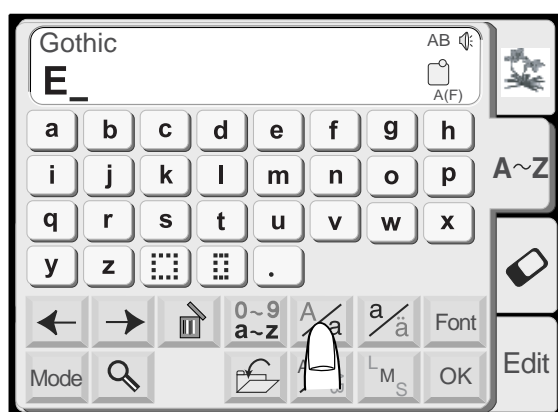 Gothic
AB
E_
A(F)
a b c d e f g h
i j k l m n o p
q r s t u v w x
y z .
A~Z
0~9
a~z
A/a
a/ä
Font
Mode
L M S
OK
Edit